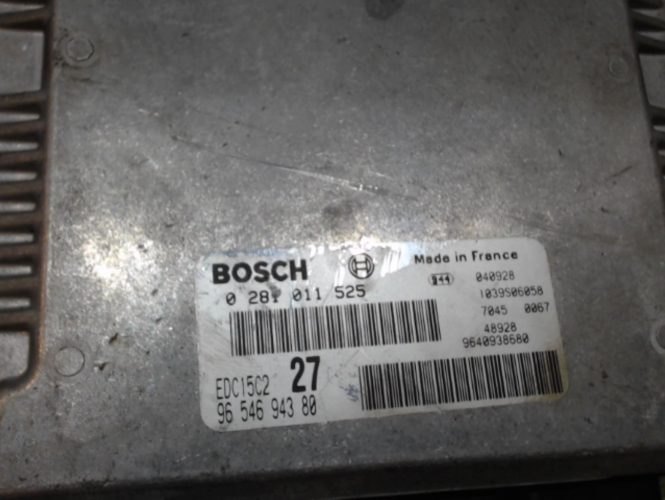 BOSCH
0 281 011 525
EDC15C2 27
96 546 943 80
Made in France
040928
1039S06058
7045 0067
48928
9640938680